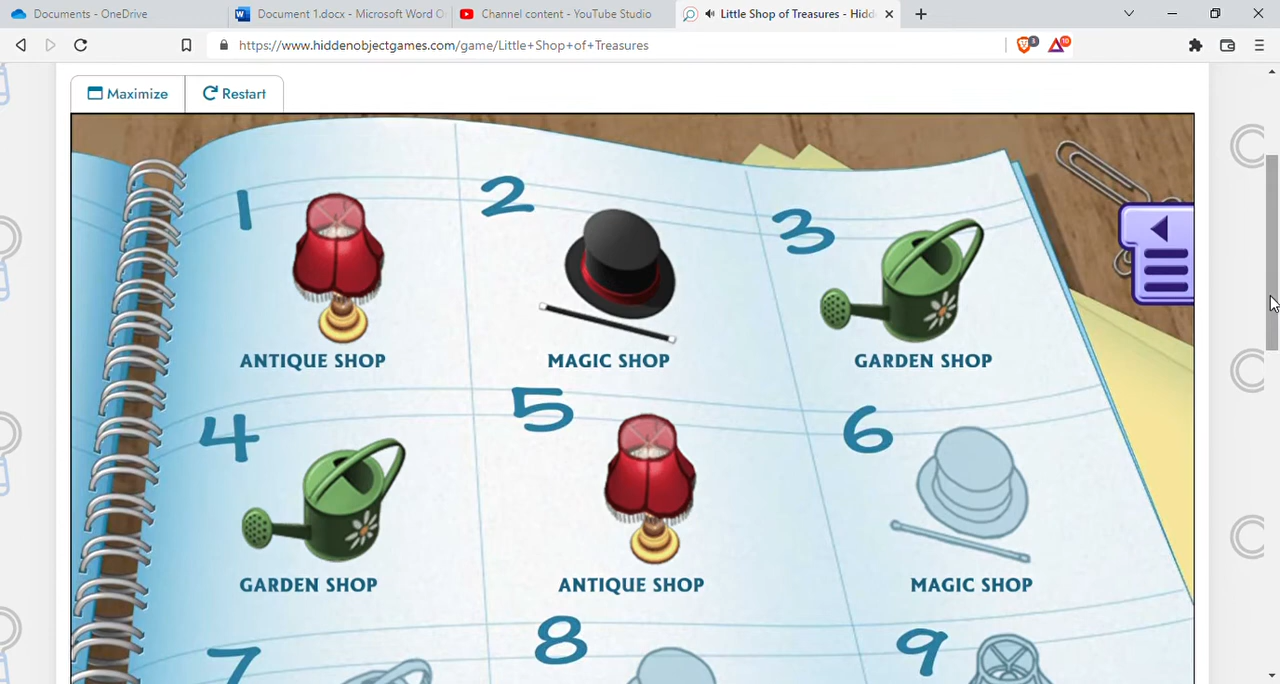 Documents - OneDrive
Document 1.docx - Microsoft Word O
Channel content - YouTube Studio
Little Shop of Treasures - Hidd
https://www.hiddenobjectgames.com/game/Little+Shop+of+Treasures
3
10
Maximize
Restart
1
2
3
ANTIQUE SHOP
MAGIC SHOP
GARDEN SHOP
4
5
6
GARDEN SHOP
ANTIQUE SHOP
MAGIC SHOP
7
8
9